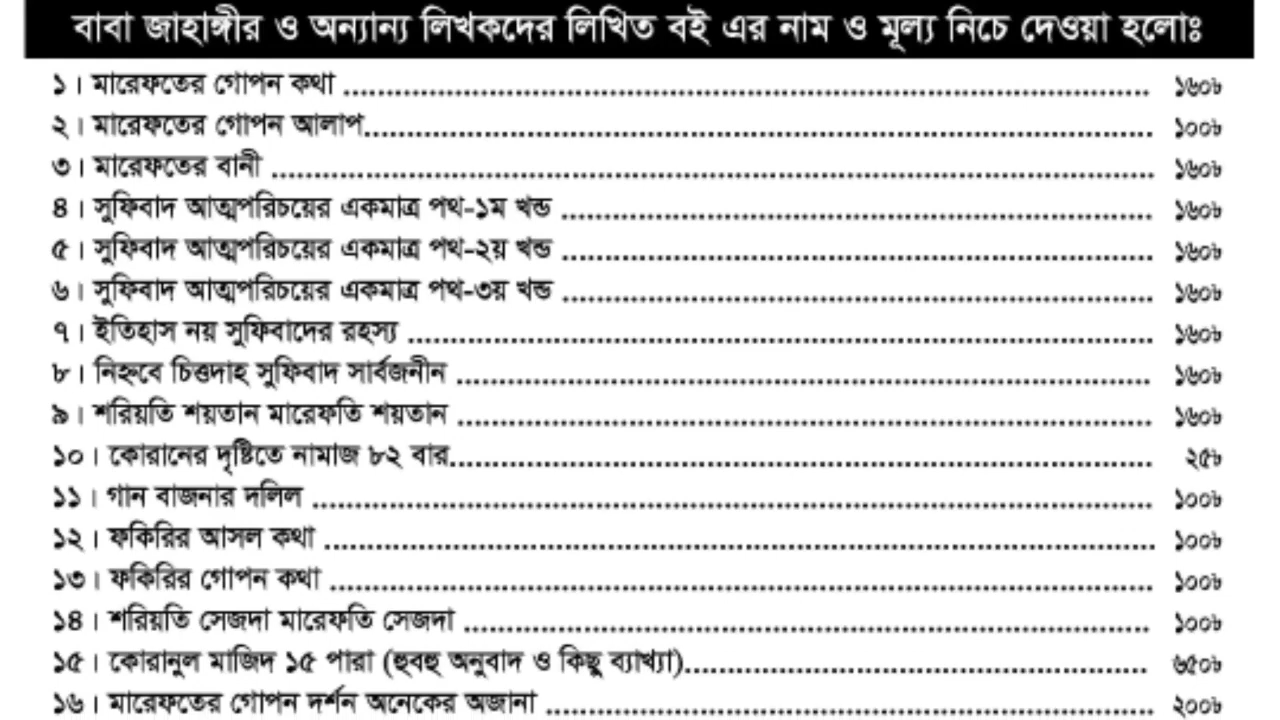 বাবা জাহাঙ্গীর ও অন্যান্য লিখকদের লিখিত বই এর নাম ও মূল্য নিচে দেওয়া হলোঃ
১। মারেফতের গোপন কথা ........................ ১৬০৳
২। মারেফতের গোপন আলাপ........................ ১০০৳
৩। মারেফতের বানী ........................ ১৬০৳
৪। সুফিবাদ আত্মপরিচয়ের একমাত্র পথ-১ম খন্ড ........................ ১৬০৳
৫। সুফিবাদ আত্মপরিচয়ের একমাত্র পথ-২য় খন্ড ........................ ১৬০৳
৬। সুফিবাদ আত্মপরিচয়ের একমাত্র পথ-৩য় খন্ড ........................ ১৬০৳
৭। ইতিহাস নয় সুফিবাদের রহস্য ........................ ১৬০৳
৮। নিহ্নবে চিত্তদাহ সুফিবাদ সার্বজনীন ........................ ১৬০৳
৯। শরিয়তি শয়তান মারেফতি শয়তান ........................ ১৬০৳
১০। কোরানের দৃষ্টিতে নামাজ ৮২ বার........................ ২৫৳
১১। গান বাজনার দলিল ........................ ১০০৳
১২। ফকিরির আসল কথা ........................ ১০০৳
১৩। ফকিরির গোপন কথা ........................ ১০০৳
১৪। শরিয়তি সেজদা মারেফতি সেজদা ........................ ১০০৳
১৫। কোরানুল মাজিদ ১৫ পারা (হুবহু অনুবাদ ও কিছু ব্যাখ্যা)........................ ৬৫০৳
১৬। মারেফতের গোপন দর্শন অনেকের অজানা ........................ ২০০৳